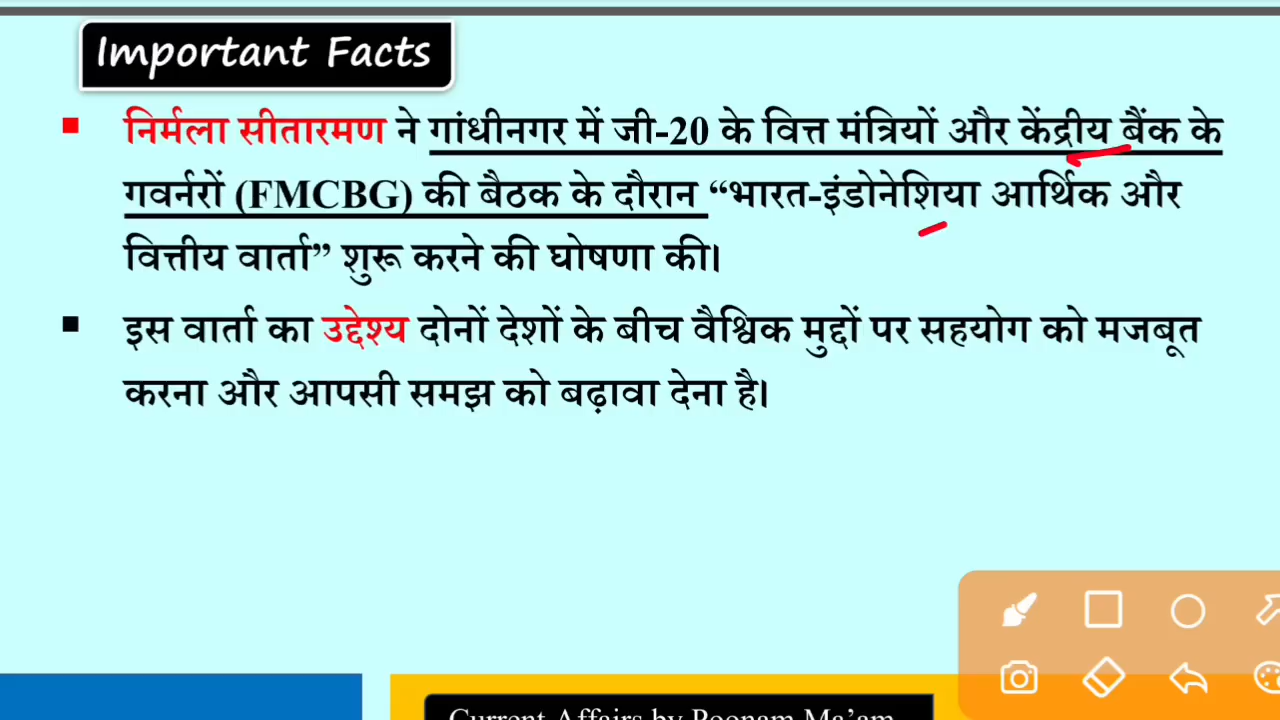 Important Facts
निर्मला सीतारमण ने गांधीनगर में जी-20 के वित्त मंत्रियों और केंद्रीय बैंक के
गवर्नरों (FMCBG) की बैठक के दौरान “भारत-इंडोनेशिया आर्थिक और
वित्तीय वार्ता” शुरू करने की घोषणा की।
इस वार्ता का उद्देश्य दोनों देशों के बीच वैश्विक मुद्दों पर सहयोग को मजबूत
करना और आपसी समझ को बढ़ावा देना है।
Current Affairs by Poonam Ma’am